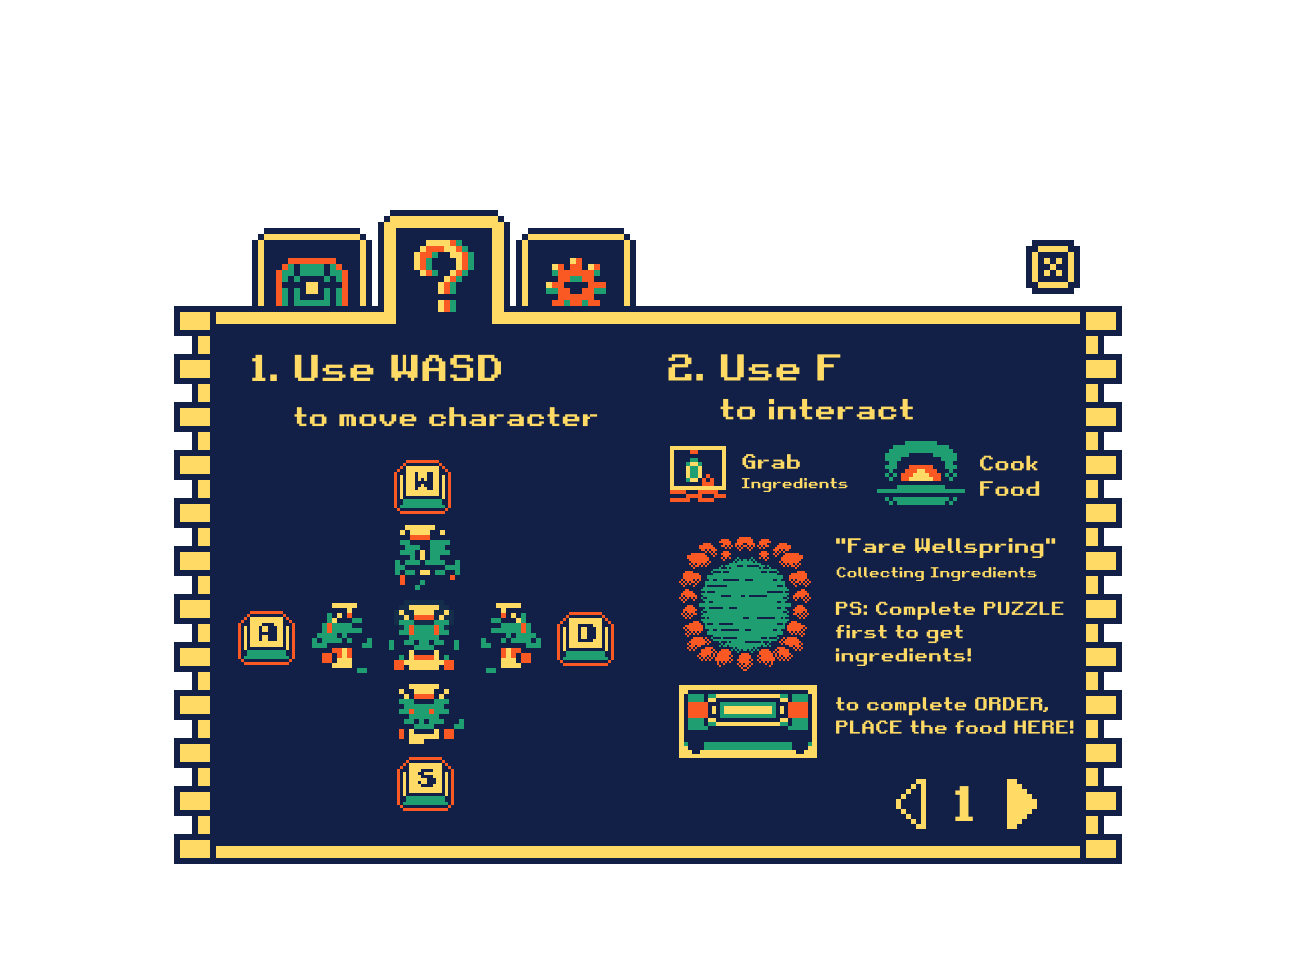 ?
x
1. Use WASD
to move character
W
A
D
S
2. Use F
to interact
Grab
Ingredients
Cook
Food
"Fare Wellspring"
Collecting Ingredients
PS: Complete PUZZLE
first to get
ingredients!
to complete ORDER,
PLACE the food HERE!
1